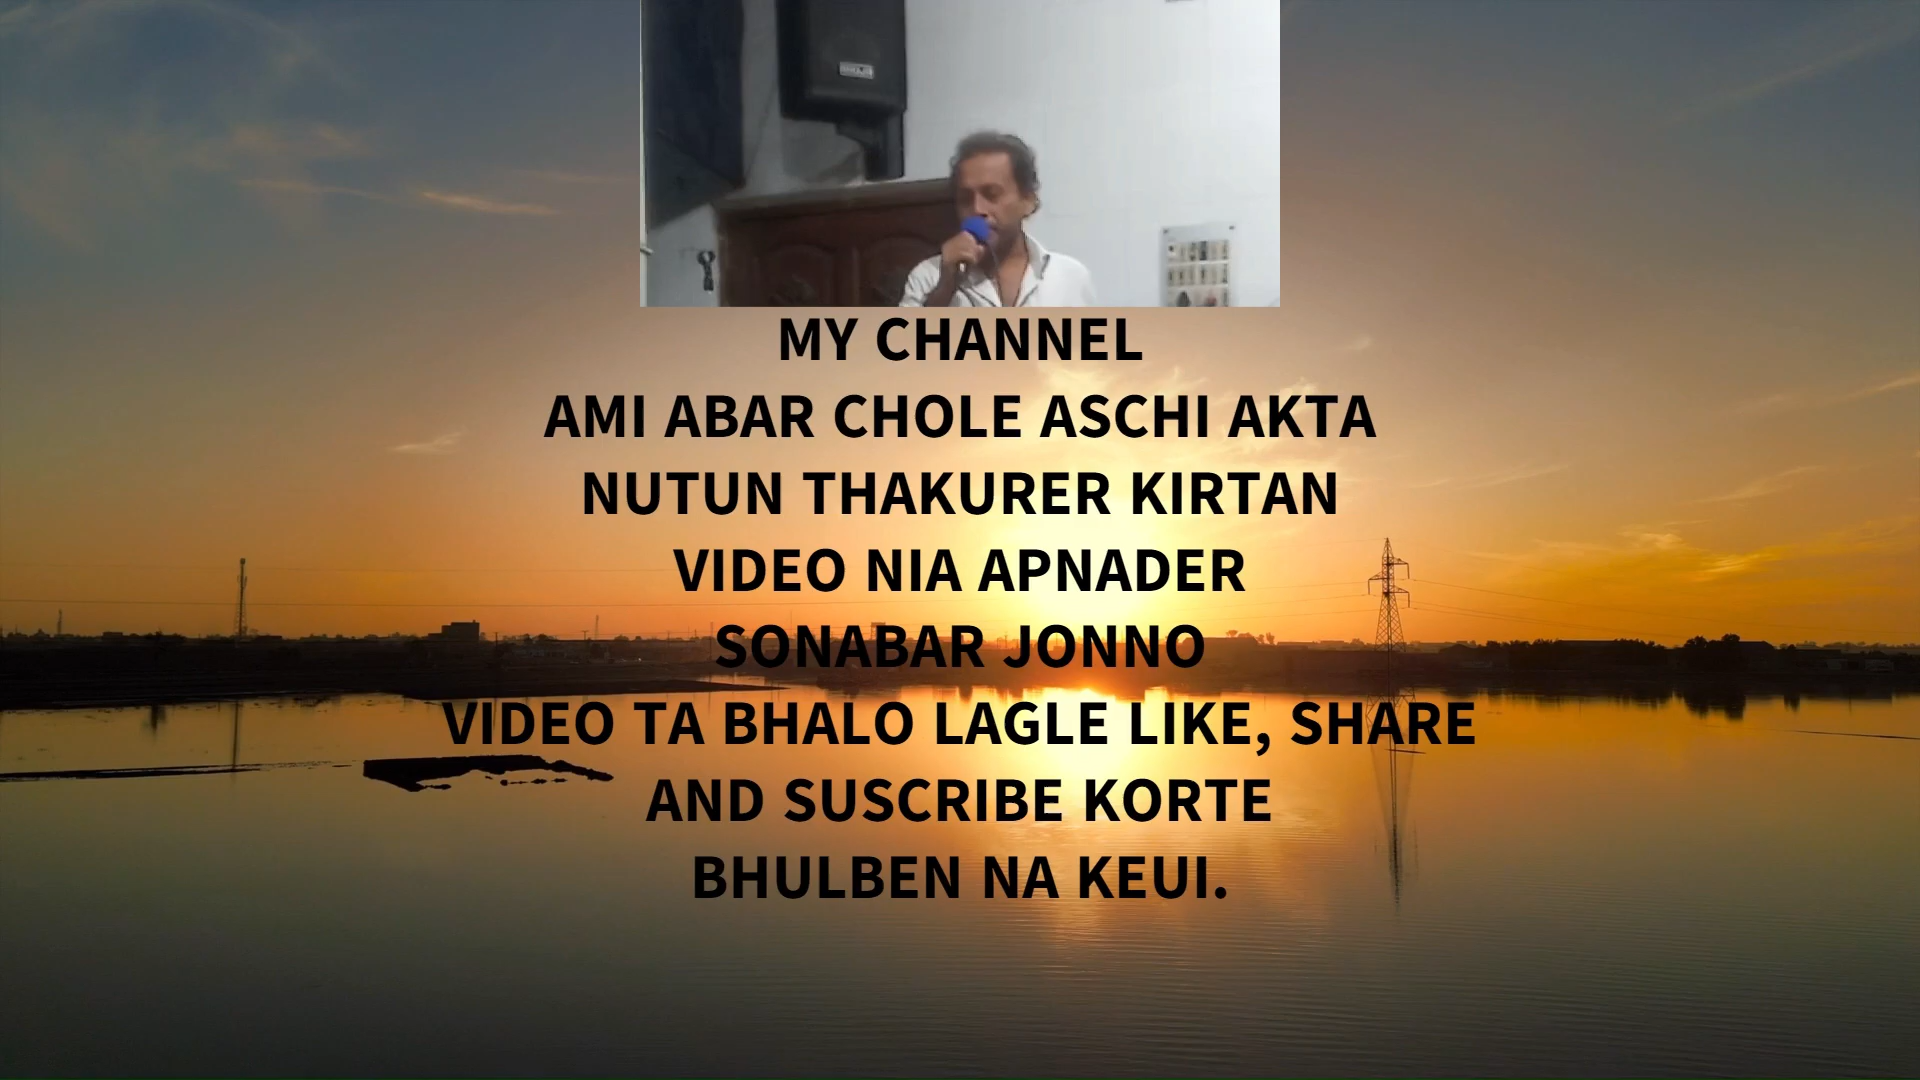 MY CHANNEL
AMI ABAR CHOLE ASCHI AKTA
NUTUN THAKURER KIRTAN
VIDEO NIA APNADER
SONABAR JONNO
VIDEO TA BHALO LAGLE LIKE, SHARE
AND SUSCRIBE KORTE
BHULBEN NA KEUI.